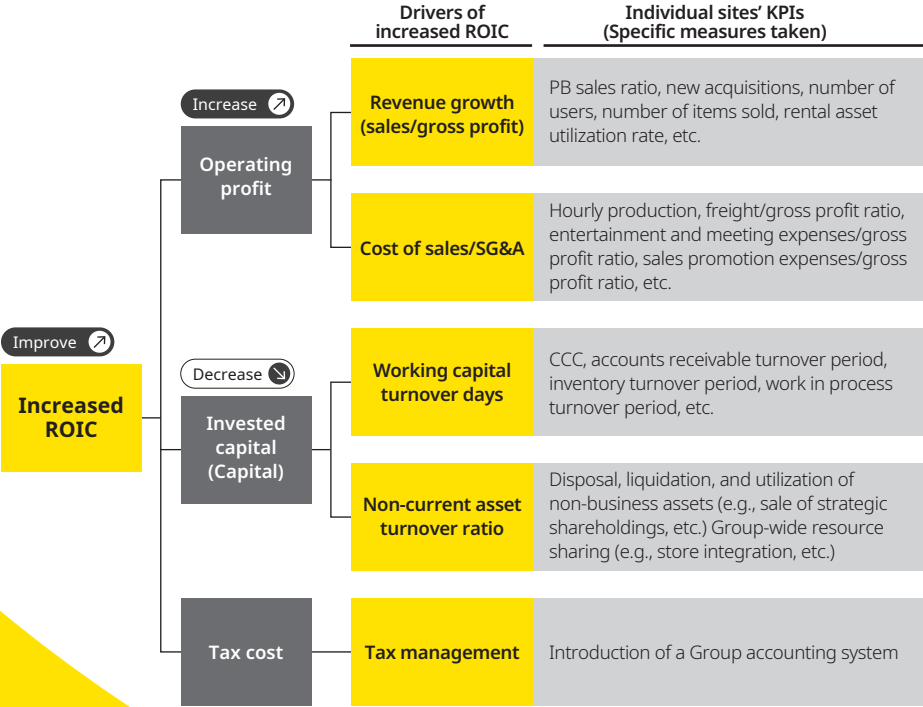 Drivers of
increased ROIC
Individual sites’ KPIs
(Specific measures taken)
Improve
Increased
ROIC
Increase
Operating
profit
Revenue growth
(sales/gross profit)
PB sales ratio, new acquisitions, number of
users, number of items sold, rental asset
utilization rate, etc.
Cost of sales/SG&A
Hourly production, freight/gross profit ratio,
entertainment and meeting expenses/gross
profit ratio, sales promotion expenses/gross
profit ratio, etc.
Decrease
Invested
capital
(Capital)
Working capital
turnover days
CCC, accounts receivable turnover period,
inventory turnover period, work in process
turnover period, etc.
Non-current asset
turnover ratio
Disposal, liquidation, and utilization of
non-business assets (e.g., sale of strategic
shareholdings, etc.) Group-wide resource
sharing (e.g., store integration, etc.)
Tax cost
Tax management
Introduction of a Group accounting system